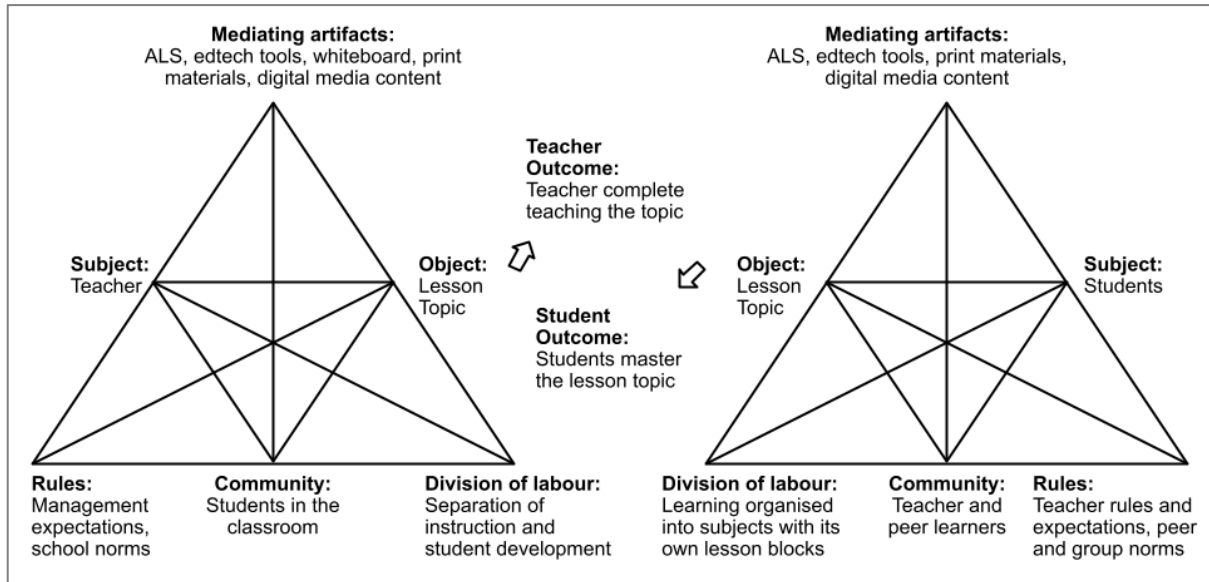 Mediating artifacts:
ALS, edtech tools, whiteboard, print
materials, digital media content
Mediating artifacts:
ALS, edtech tools, print materials,
digital media content
Teacher
Outcome:
Teacher complete
teaching the topic
Subject:
Teacher
Object:
Lesson
Topic
Object:
Lesson
Topic
Subject:
Students
Student
Outcome:
Students master
the lesson topic
Rules:
Management
expectations,
school norms
Community:
Students in the
classroom
Division of labour:
Separation of
instruction and
student development
Division of labour:
Learning organised
into subjects with its
own lesson blocks
Community:
Teacher and
peer learners
Rules:
Teacher rules and
expectations, peer
and group norms